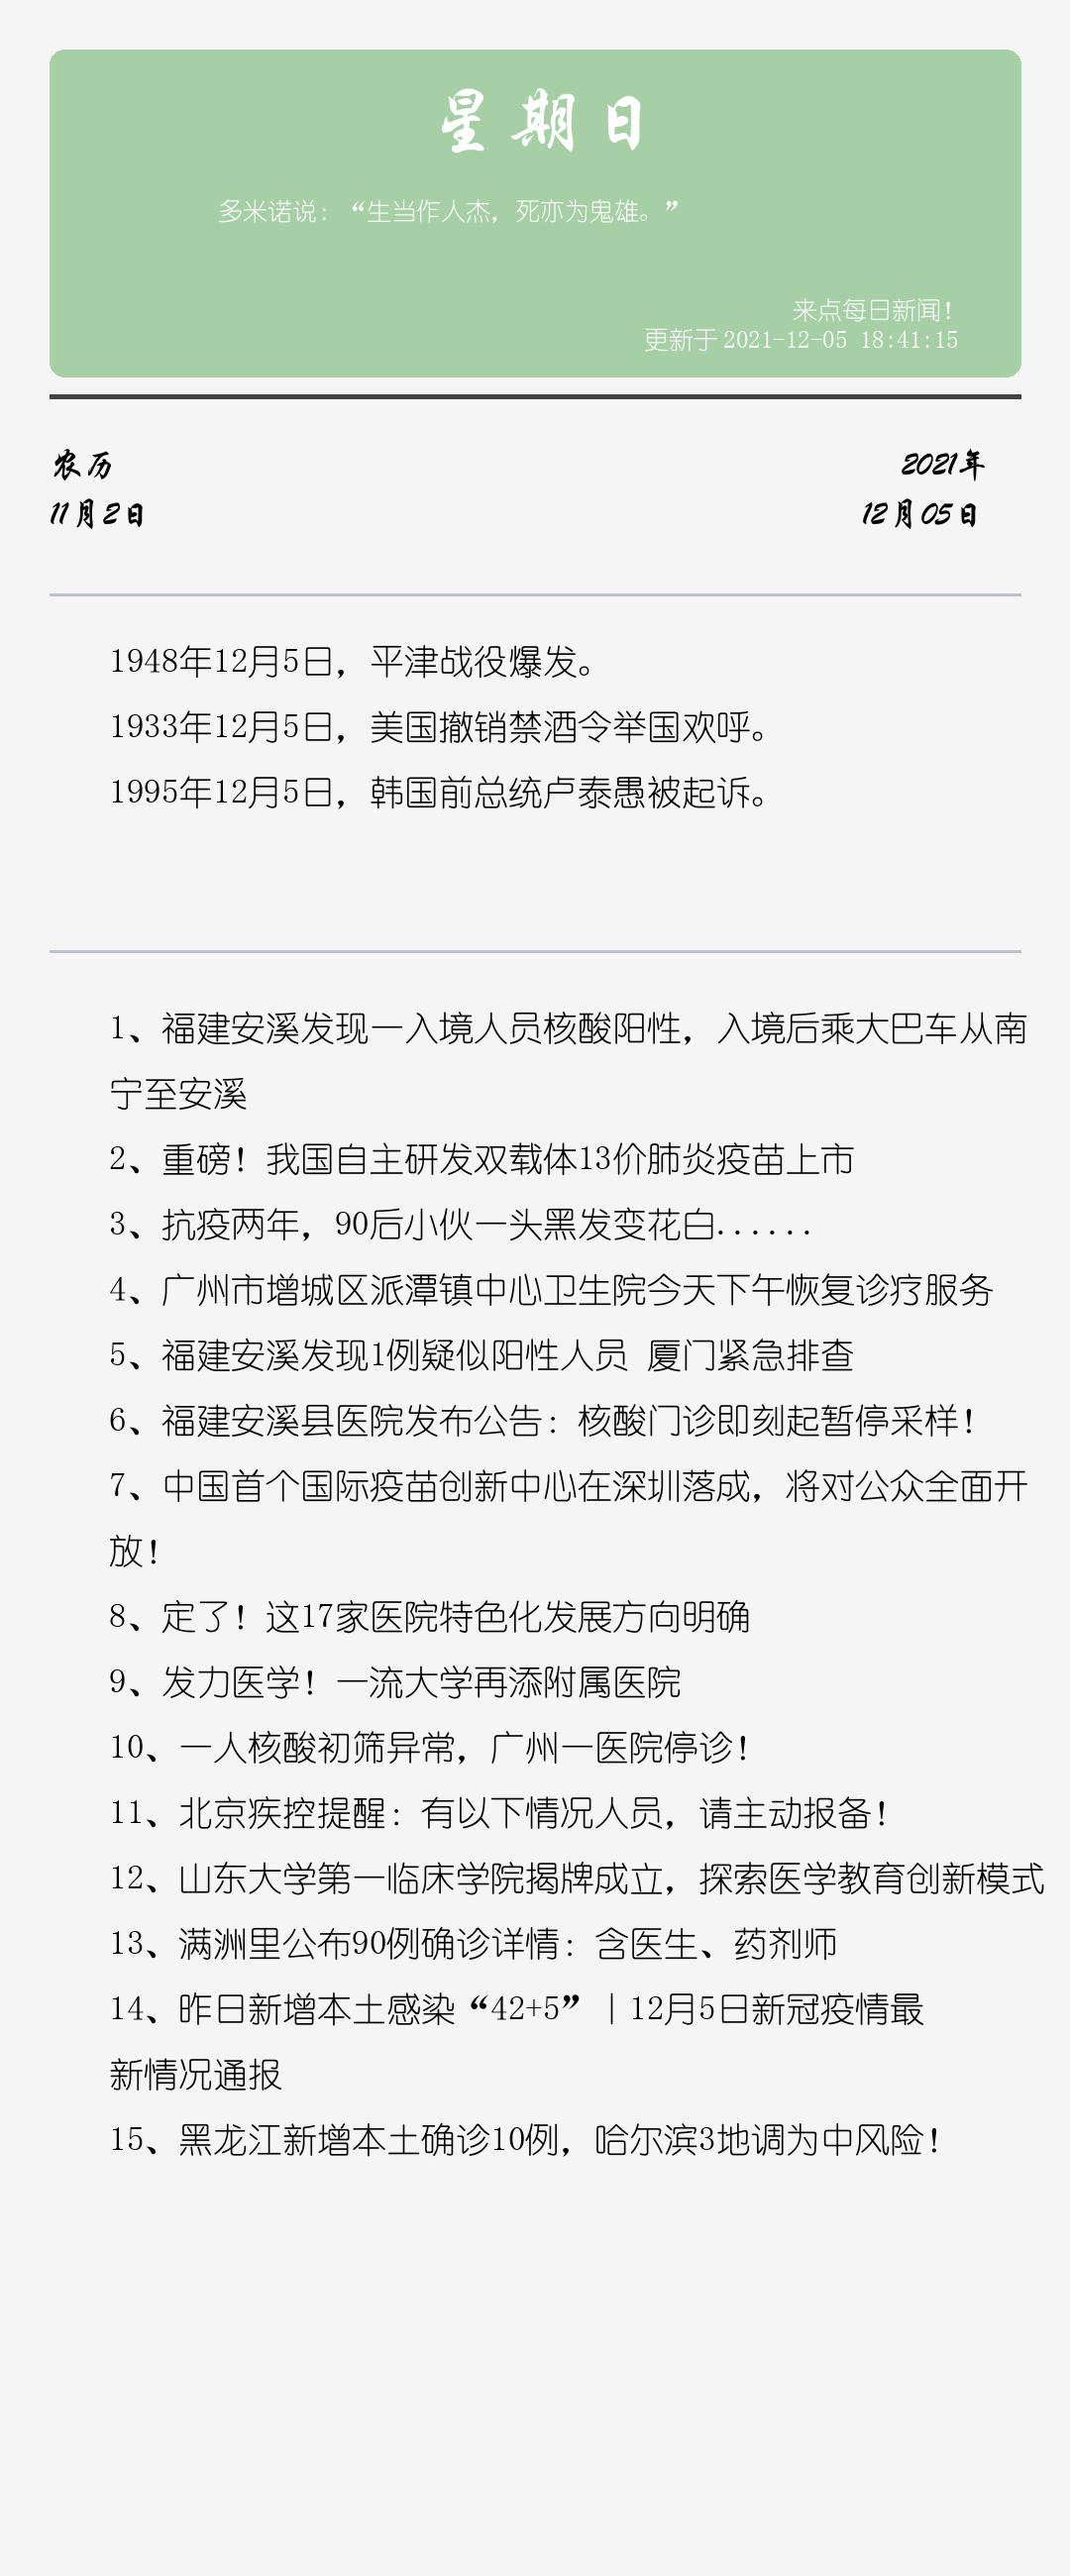 星期日
多米诺说：“生当作人杰，死亦为鬼雄。”
来点每日新闻！
更新于 2021-12-05 18:41:15
农历
2021年
11月2日
12月05日
1948年12月5日，平津战役爆发。
1933年12月5日，美国撤销禁酒令举国欢呼。
1995年12月5日，韩国前总统卢泰愚被起诉。
1、福建安溪发现一入境人员核酸阳性，入境后乘大巴车从南
宁至安溪
2、重磅！我国自主研发双载体13价肺炎疫苗上市
3、抗疫两年，90后小伙一头黑发变花白......
4、广州市增城区派潭镇中心卫生院今天下午恢复诊疗服务
5、福建安溪发现1例疑似阳性人员 厦门紧急排查
6、福建安溪县医院发布公告：核酸门诊即刻起暂停采样！
7、中国首个国际疫苗创新中心在深圳落成，将对公众全面开
放！
8、定了！这17家医院特色化发展方向明确
9、发力医学！一流大学再添附属医院
10、一人核酸初筛异常，广州一医院停诊！
11、北京疾控提醒：有以下情况人员，请主动报备！
12、山东大学第一临床学院揭牌成立，探索医学教育创新模式
13、满洲里公布90例确诊详情：含医生、药剂师
14、昨日新增本土感染“42+5”｜12月5日新冠疫情最
新情况通报
15、黑龙江新增本土确诊10例，哈尔滨3地调为中风险！